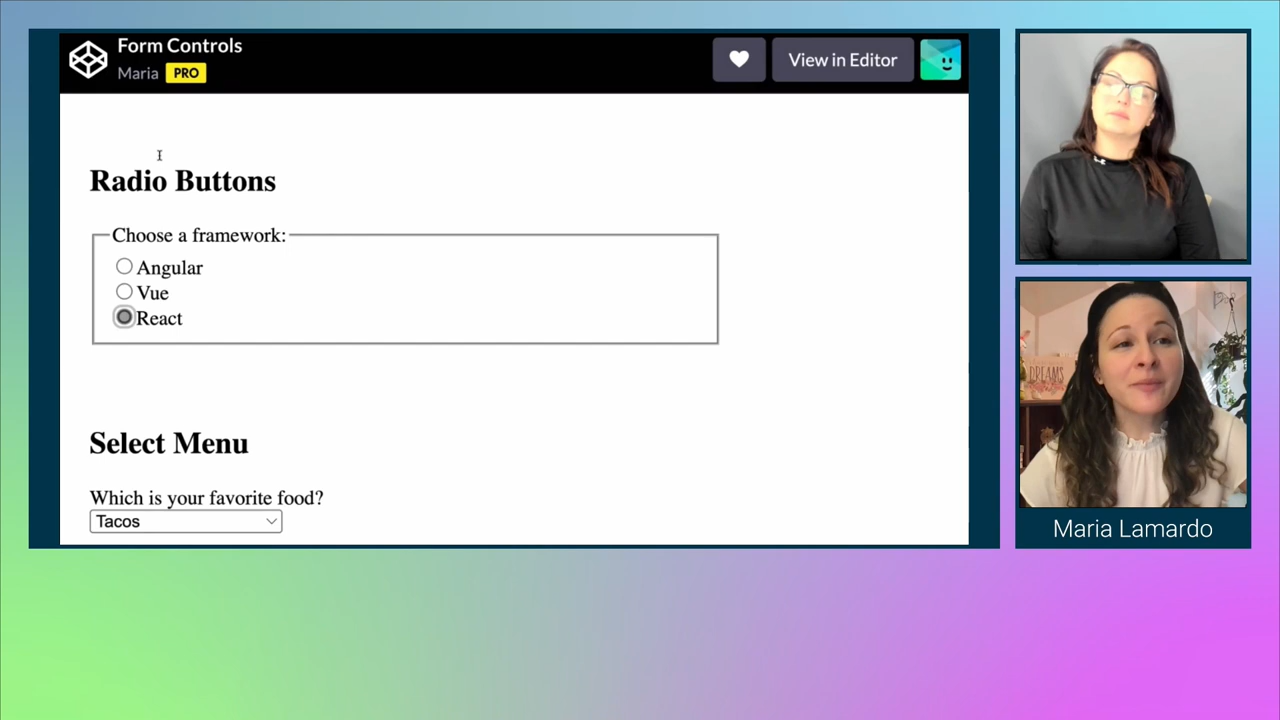 Form Controls
Maria PRO
View in Editor
Radio Buttons
Choose a framework:
Angular
Vue
React
Select Menu
Which is your favorite food?
Tacos
DREAMS
Maria Lamardo